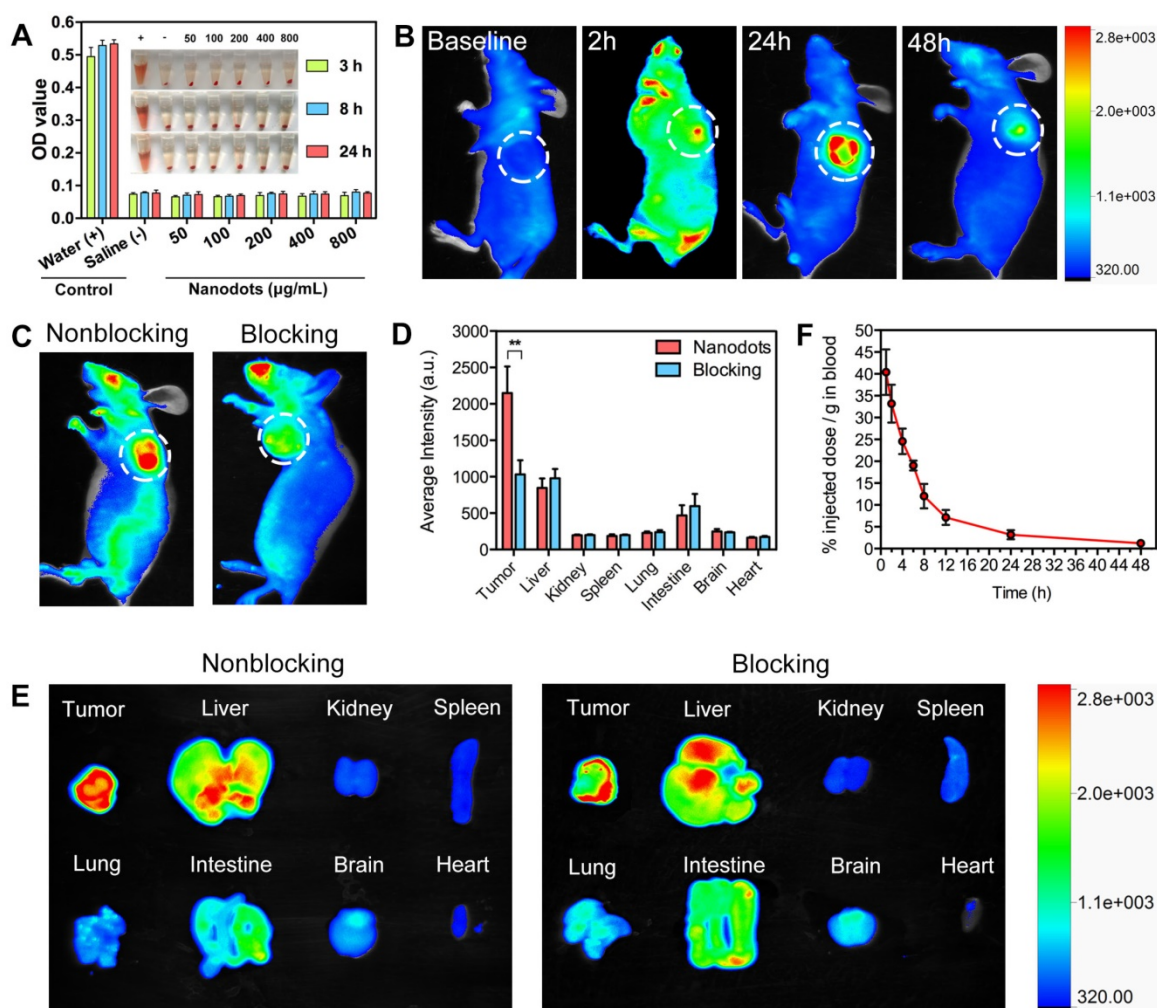 A
OD value
0.6
0.5
0.4
0.3
0.2
0.1
0.0
+ - 50 100 200 400 800
3 h
8 h
24 h
Water (+)
Saline (-)
50
100
200
400
800
Control
Nanodots (µg/mL)
B
Baseline
2h
24h
48h
2.8e+003
2.0e+003
1.1e+003
320.00
C
Nonblocking
Blocking
D
Average Intensity (a.u.)
3000
2500
2000
1500
1000
500
0
**
Nanodots
Blocking
Tumor
Liver
Kidney
Spleen
Lung
Intestine
Brain
Heart
F
% injected dose / g in blood
50
45
40
35
30
25
20
15
10
5
0
0 4 8 12 16 20 24 28 32 36 40 44 48
Time (h)
E
Nonblocking
Tumor Liver Kidney Spleen
Lung Intestine Brain Heart
Blocking
Tumor Liver Kidney Spleen
Lung Intestine Brain Heart
2.8e+003
2.0e+003
1.1e+003
320.00